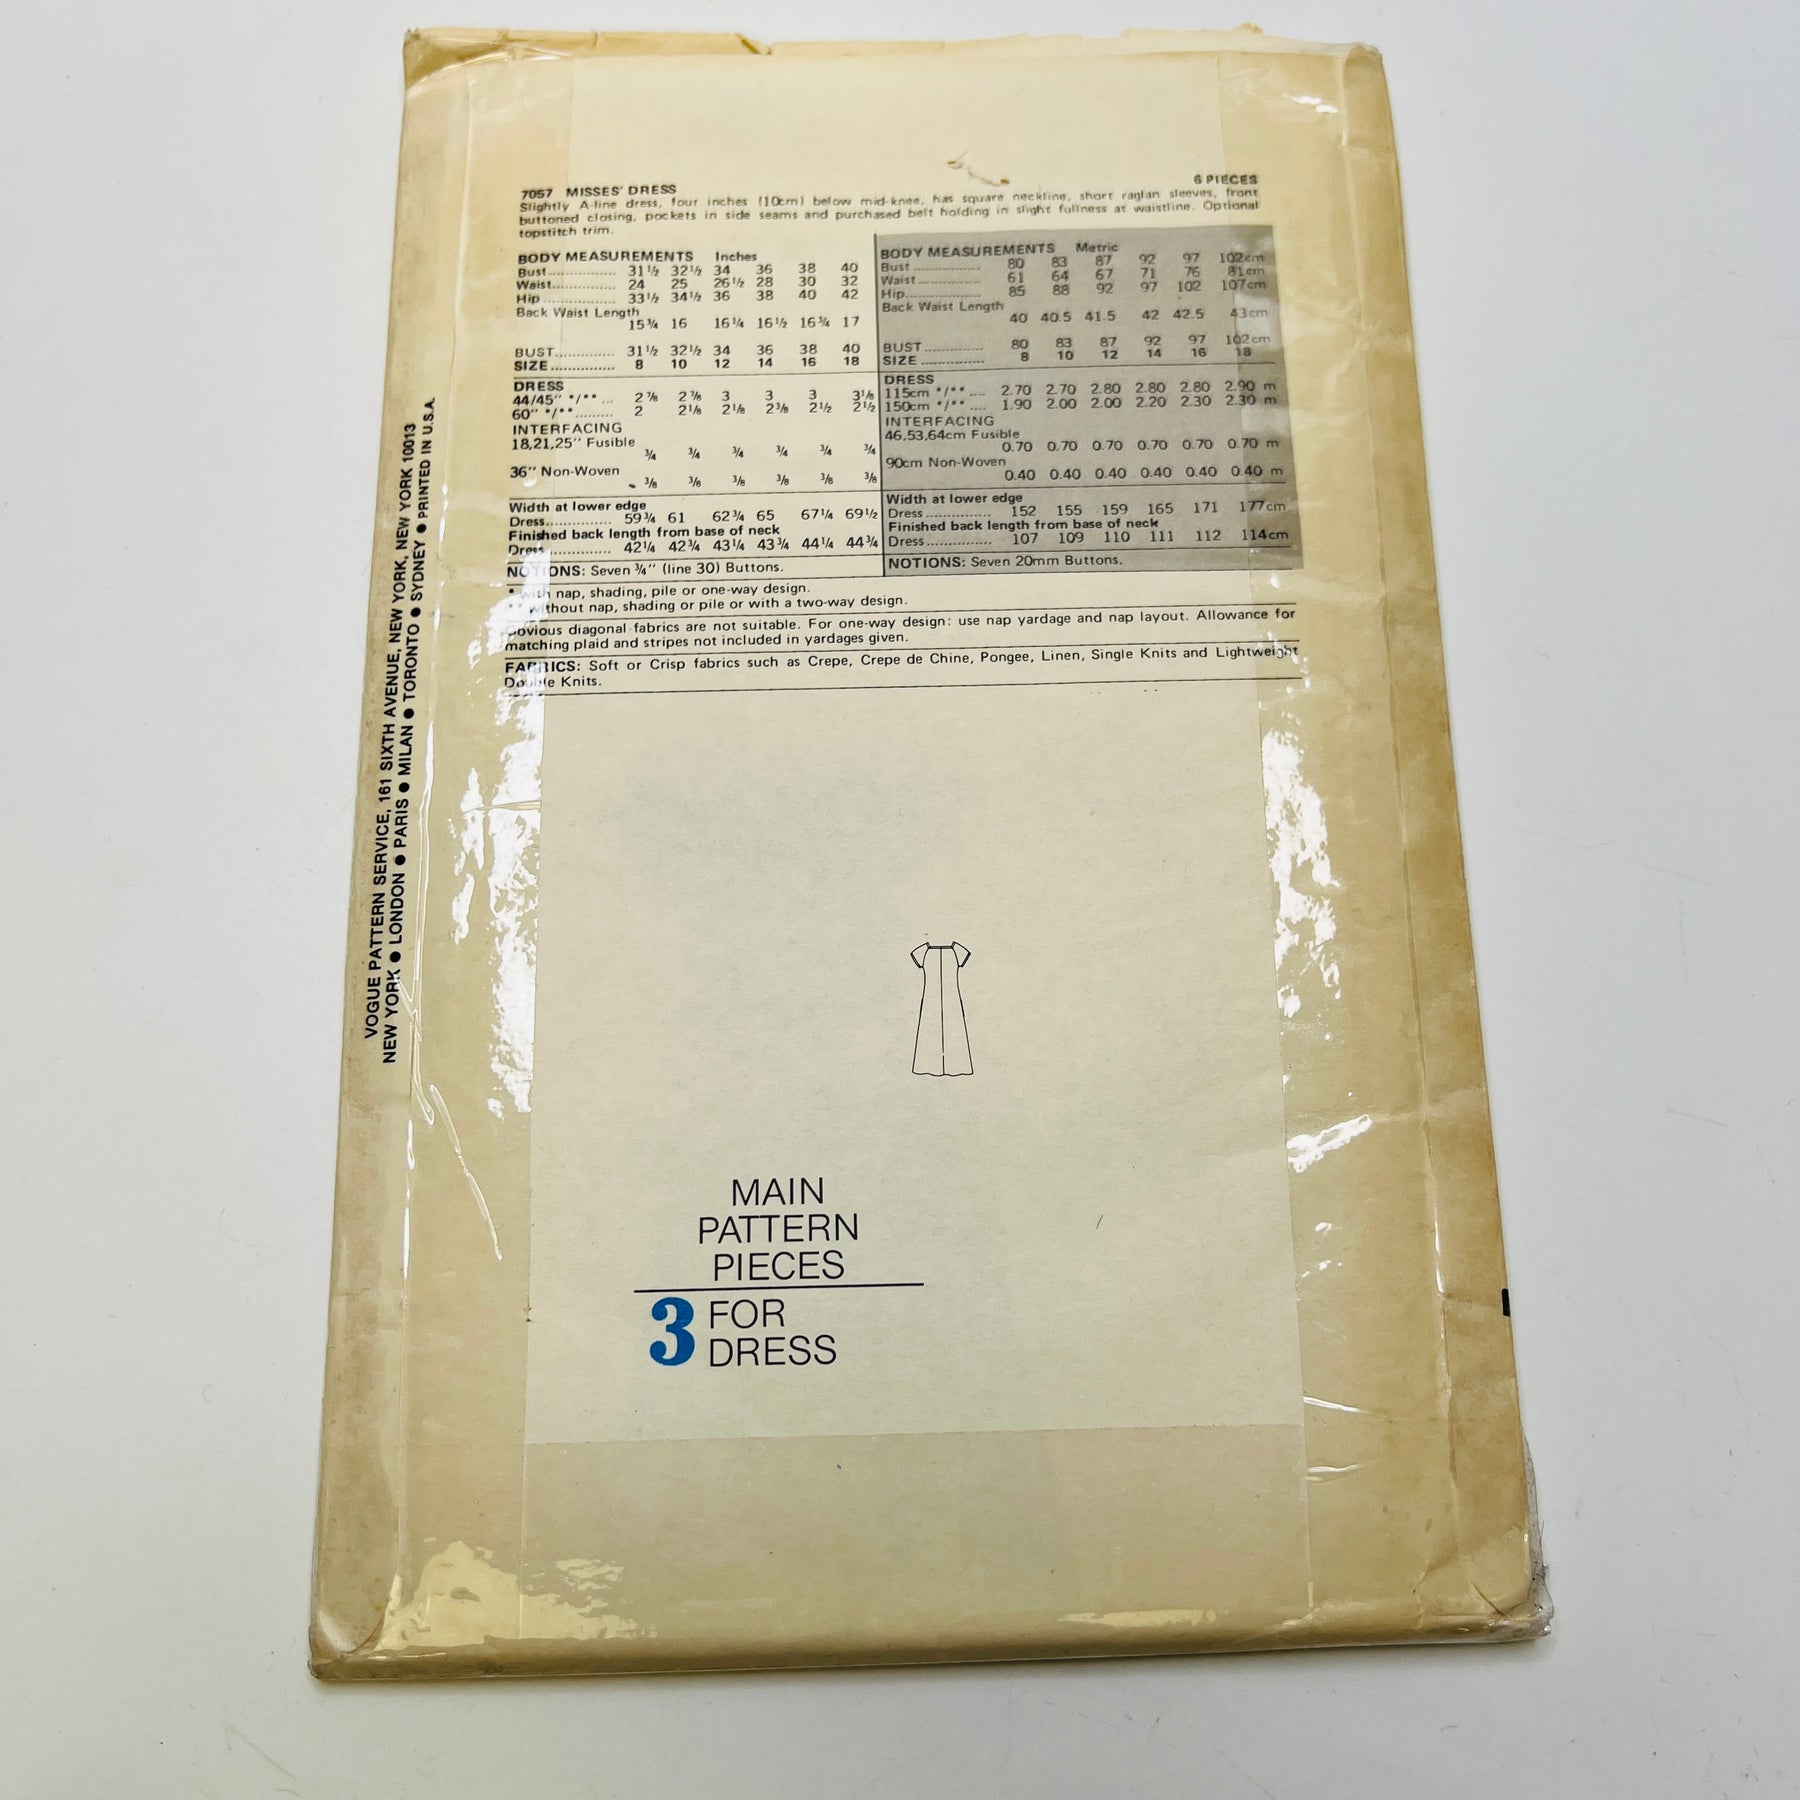 7057 MISSES' DRESS 6 PIECES
Slightly A-line dress, four inches (10cm) below mid-knee, has square neckline, short raglan sleeves, front
buttoned closing, pockets in side seams and purchased belt holding in slight fullness at waistline. Optional
topstitch trim.
BODY MEASUREMENTS Inches
Bust............... 31½ 32½ 34 36 38 40
Waist............. 24 25 26½ 28 30 32
Hip ............... 33½ 34½ 36 38 40 42
Back Waist Length
15¾ 16 16¼ 16½ 16¾ 17
BUST............. 31½ 32½ 34 36 38 40
SIZE .............. 8 10 12 14 16 18
DRESS
44/45" */** ... 2⅞ 2⅞ 3 3 3 3⅛
60" */** ......... 2 2⅛ 2⅛ 2⅜ 2½ 2½
INTERFACING
18,21,25" Fusible
¾ ¾ ¾ ¾ ¾ ¾
36" Non-Woven
⅜ ⅜ ⅜ ⅜ ⅜ ⅜
Width at lower edge
Dress............... 59¾ 61 62¾ 65 67¼ 69½
Finished back length from base of neck
Dress ............. 42¼ 42¾ 43¼ 43¾ 44¼ 44¾
NOTIONS: Seven ¾" (line 30) Buttons.
BODY MEASUREMENTS Metric
Bust ............... 80 83 87 92 97 102cm
Waist ............... 61 64 67 71 76 81cm
Hip............... 85 88 92 97 102 107cm
Back Waist Length
40 40.5 41.5 42 42.5 43cm
BUST ............... 80 83 87 92 97 102cm
SIZE ............... 8 10 12 14 16 18
DRESS
115cm */** .... 2.70 2.70 2.80 2.80 2.80 2.90 m
150cm */** .... 1.90 2.00 2.00 2.20 2.30 2.30 m
INTERFACING
46,53,64cm Fusible
0.70 0.70 0.70 0.70 0.70 0.70 m
90cm Non-Woven
0.40 0.40 0.40 0.40 0.40 0.40 m
Width at lower edge
Dress ............... 152 155 159 165 171 177cm
Finished back length from base of neck
Dress............... 107 109 110 111 112 114cm
NOTIONS: Seven 20mm Buttons.
* with nap, shading, pile or one-way design.
** without nap, shading or pile or with a two-way design.
Obvious diagonal fabrics are not suitable. For one-way design: use nap yardage and nap layout. Allowance for
matching plaid and stripes not included in yardages given.
FABRICS: Soft or Crisp fabrics such as Crepe, Crepe de Chine, Pongee, Linen, Single Knits and Lightweight
Double Knits.
VOGUE PATTERN SERVICE, 161 SIXTH AVENUE, NEW YORK, NEW YORK 10013
NEW YORK ● LONDON ● PARIS ● MILAN ● TORONTO ● SYDNEY ● PRINTED IN U.S.A.
MAIN
PATTERN
PIECES
3 FOR
DRESS